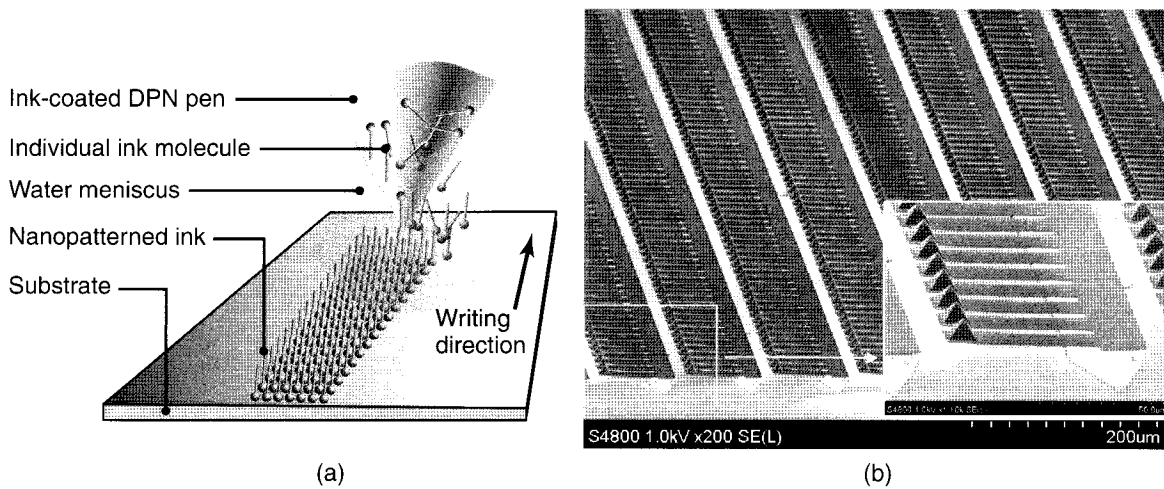 Ink-coated DPN pen
Individual ink molecule
Water meniscus
Nanopatterned ink
Substrate
Writing
direction
(a)
S4800 1.0kV x200 SE(L)
200um
(b)